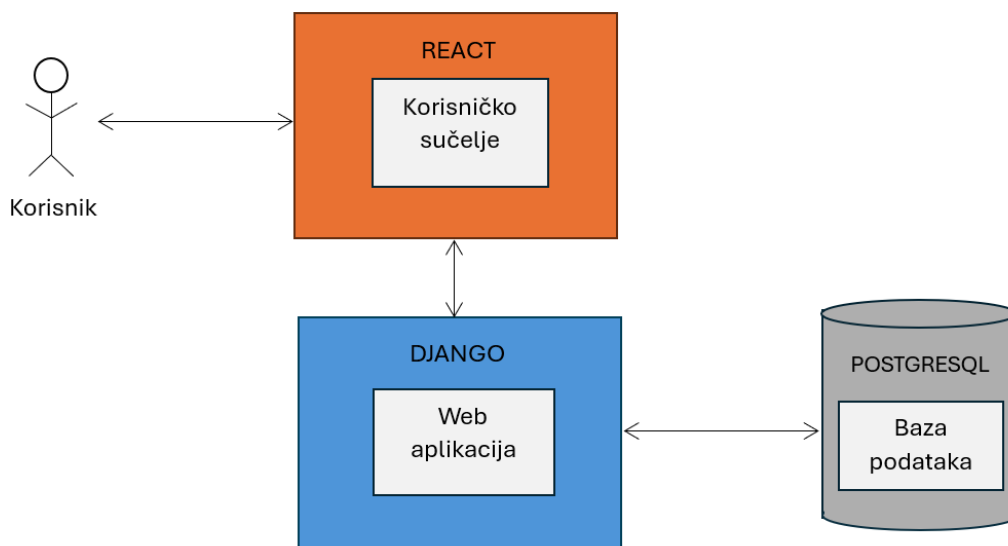 REACT
Korisničko
sučelje
Korisnik
DJANGO
Web
aplikacija
POSTGRESQL
Baza
podataka